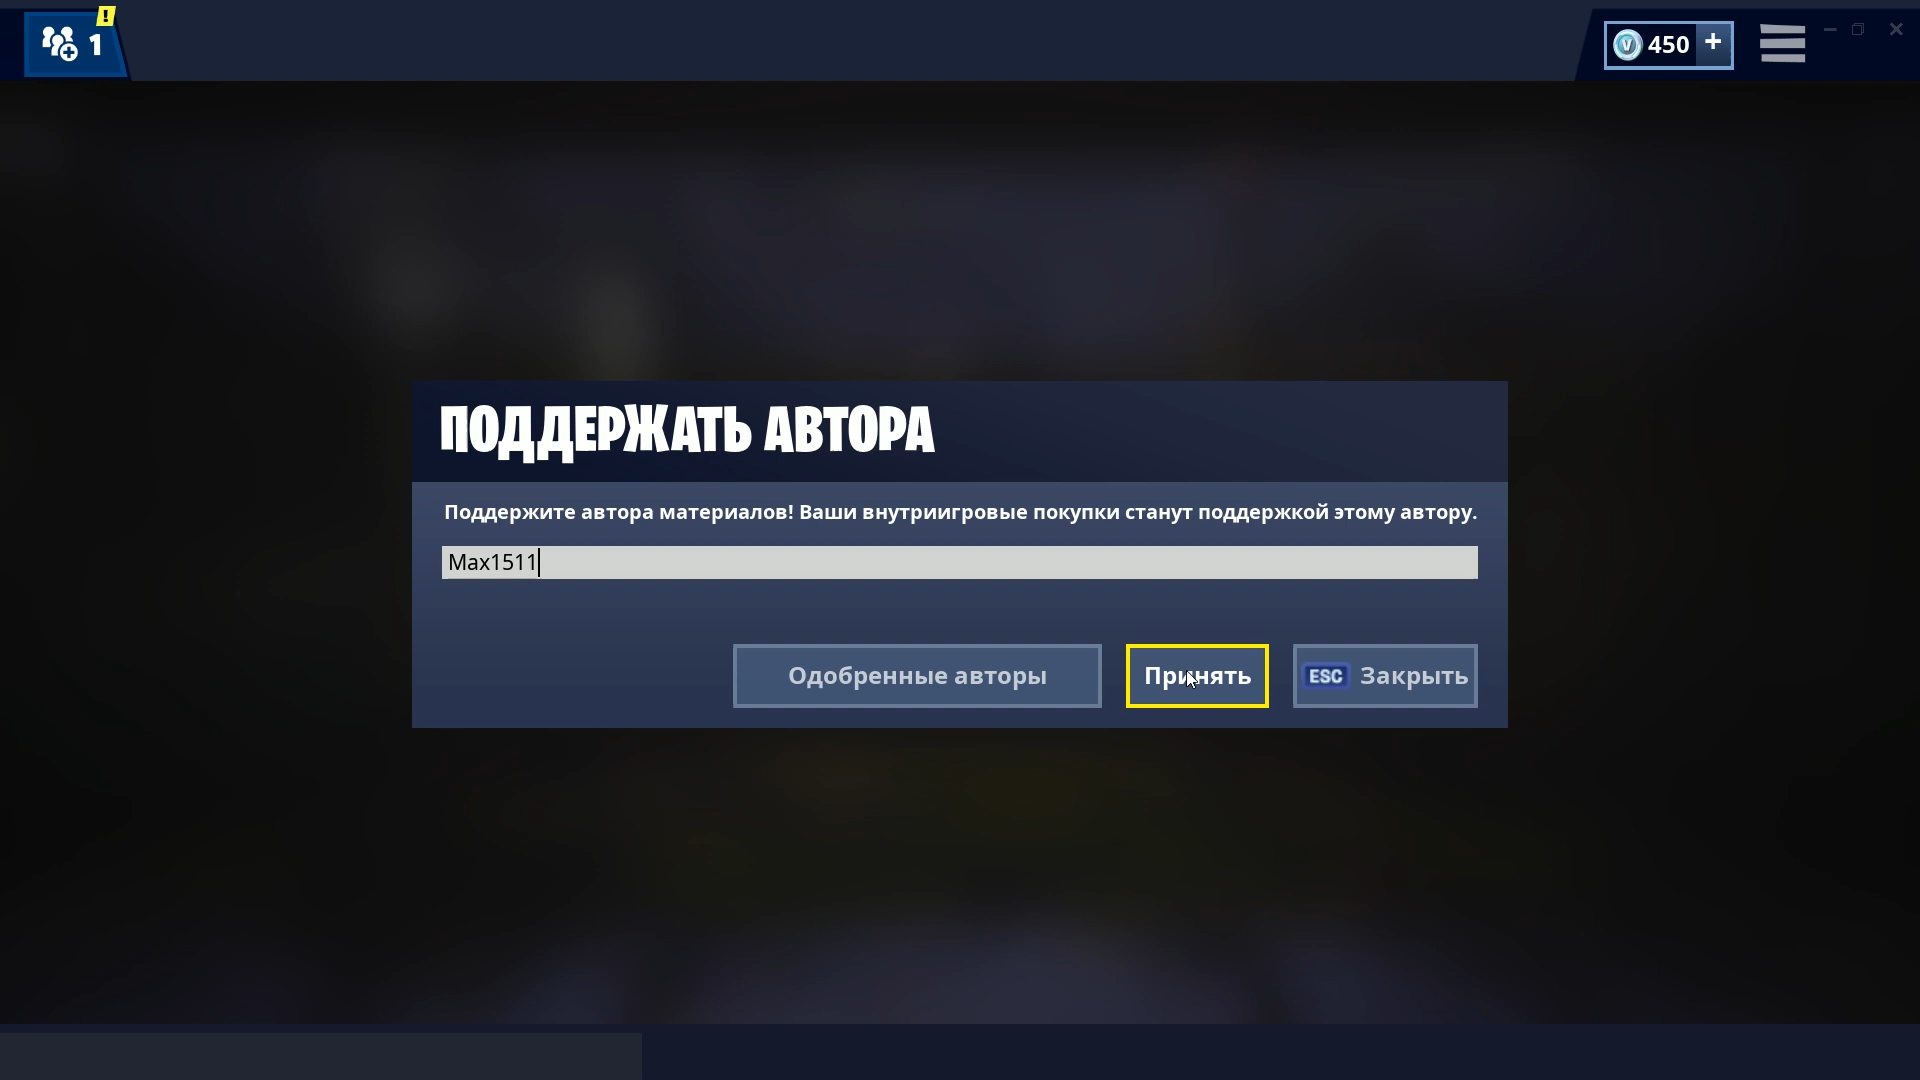 !
1
V 450 +
ПОДДЕРЖАТЬ АВТОРА
Поддержите автора материалов! Ваши внутриигровые покупки станут поддержкой этому автору.
Max1511
Одобренные авторы
Принять
ESC Закрыть